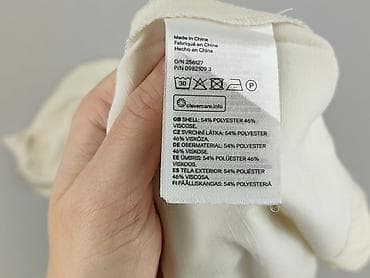 Made in China
Fabriqué en Chine
Hecho en China
G/N 256127
P/N 0982109 3
30
P
clevercare.info
GB SHELL: 54% POLYESTER 46%
VISCOSE.
CZ SVRCHNÍ LÁTKA: 54% POLYESTER
46% VISKÓZA.
DE OBERMATERIAL: 54% POLYESTER
46% VISKOSE.
EE ÜMBRIS: 54% POLÜESTER 46%
VISKOOS.
ES TELA EXTERIOR: 54% POLIÉSTER
46% VISCOSA.
FI PÄÄLLISKANGAS: 54% POLYESTERIÄ